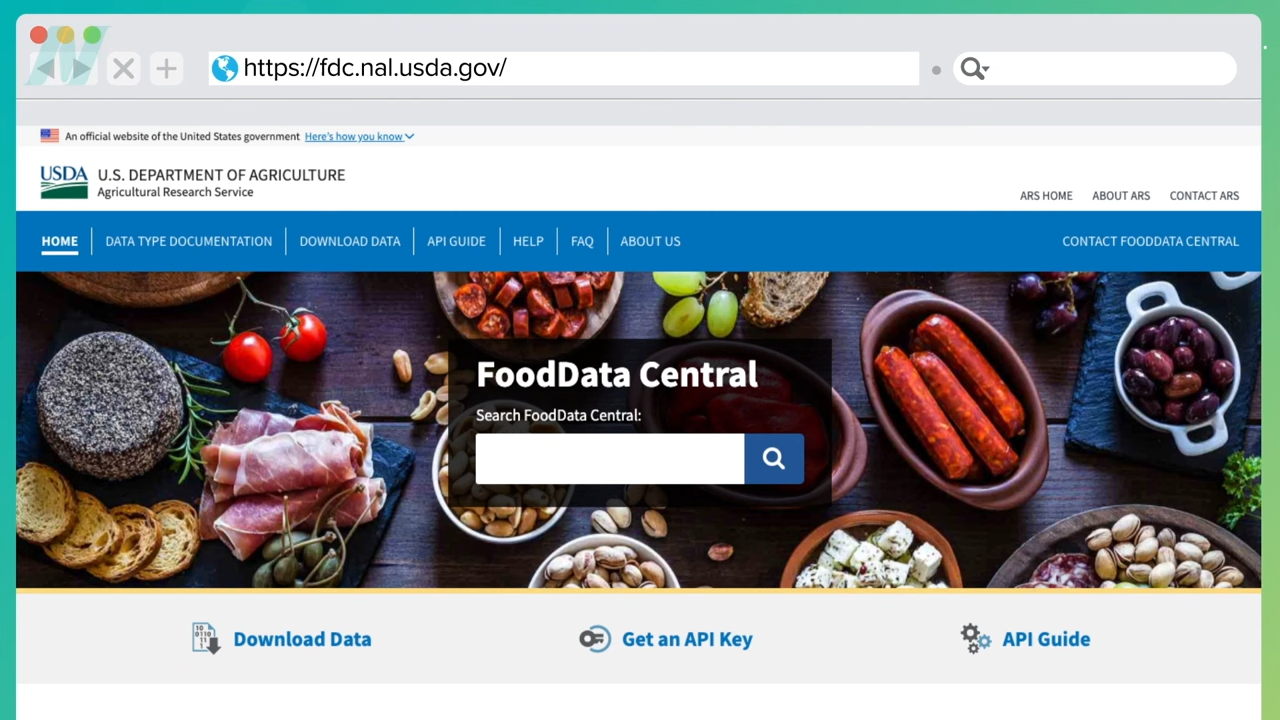 https://fdc.nal.usda.gov/
An official website of the United States government Here's how you know
USDA U.S. DEPARTMENT OF AGRICULTURE
Agricultural Research Service
ARS HOME ABOUT ARS CONTACT ARS
HOME DATA TYPE DOCUMENTATION DOWNLOAD DATA API GUIDE HELP FAQ ABOUT US CONTACT FOODDATA CENTRAL
FoodData Central
Search FoodData Central:
Download Data Get an API Key API Guide